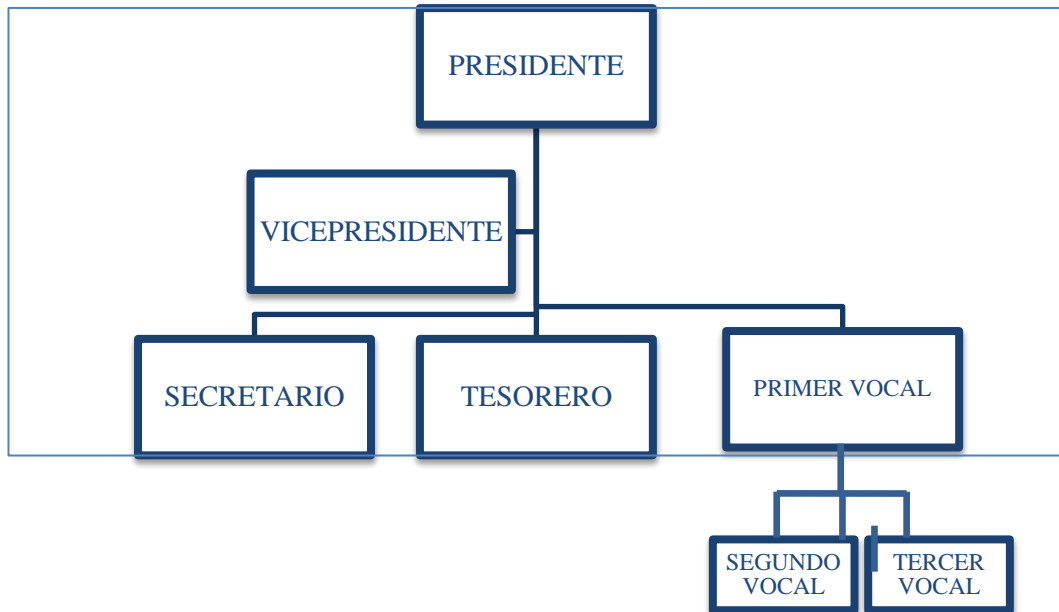 PRESIDENTE
VICEPRESIDENTE
SECRETARIO
TESORERO
PRIMER VOCAL
SEGUNDO
VOCAL
TERCER
VOCAL